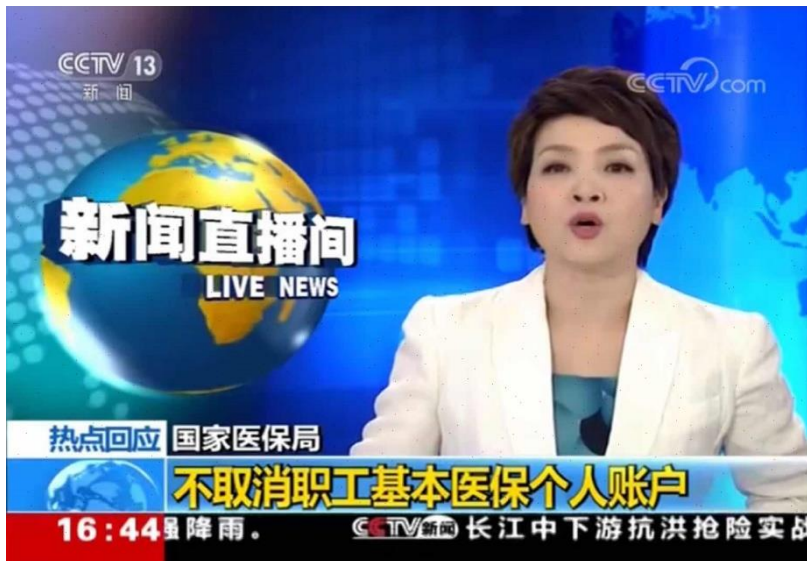 CCTV 13
新闻
CCTV.com
新闻直播间
LIVE NEWS
热点回应
国家医保局
不取消职工基本医保个人账户
16:44
强降雨。
CCTV新闻
长江中下游抗洪抢险实战